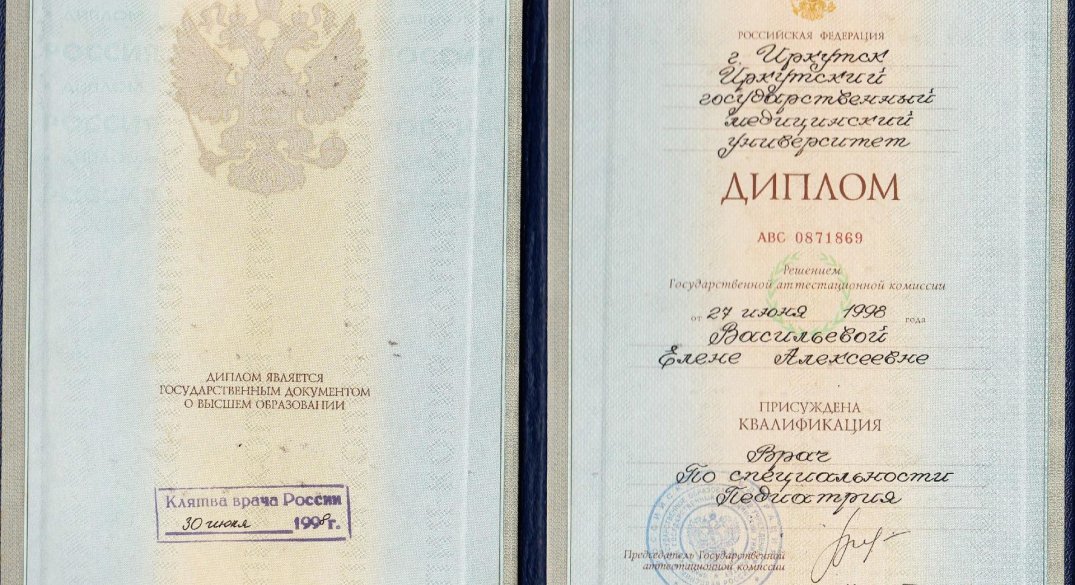 ДИПЛОМ ЯВЛЯЕТСЯ
ГОСУДАРСТВЕННЫМ ДОКУМЕНТОМ
О ВЫСШЕМ ОБРАЗОВАНИИ
Клятва врача России
30 июня 1998г.
РОССИЙСКАЯ ФЕДЕРАЦИЯ
г. Иркутск
Иркутский
государственный
медицинский
университет
ДИПЛОМ
АВС 0871869
Решением
Государственной аттестационной комиссии
от 27 июня 1998 года
Васильевой
Елене Алексеевне
ПРИСУЖДЕНА
КВАЛИФИКАЦИЯ
Врач
По специальности
Педиатрия
Председатель Государственной
аттестационной комиссии